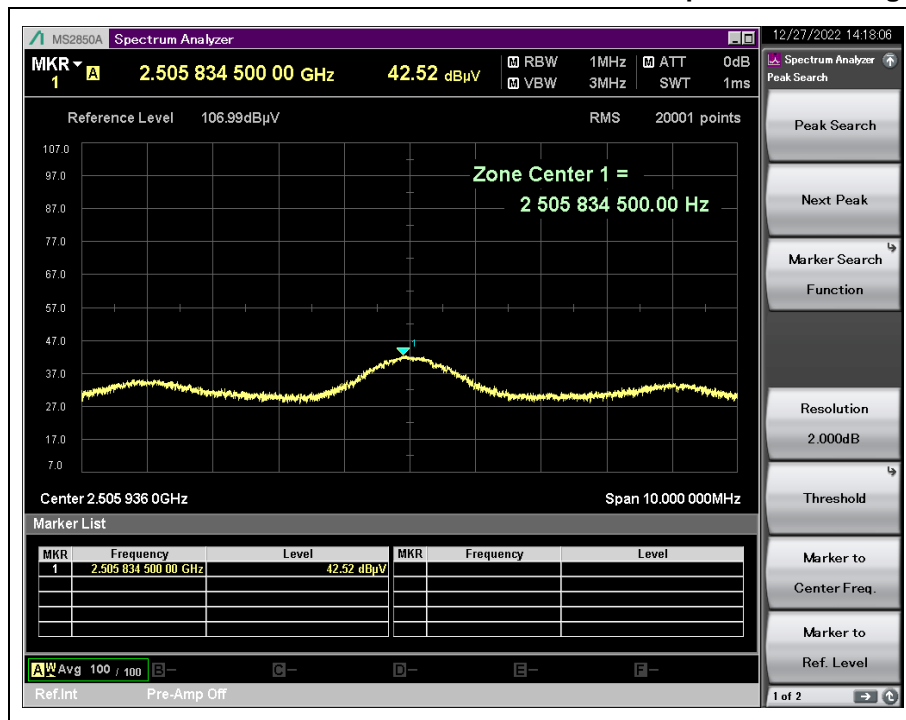 MS2850A Spectrum Analyzer
12/27/2022 14:18:06
MKR 1 A 2.505 834 500 00 GHz 42.52 dBµV
M RBW 1MHz M ATT 0dB
M VBW 3MHz SWT 1ms
Reference Level 106.99dBµV RMS 20001 points
107.0
97.0
87.0
77.0
67.0
57.0
47.0
37.0
27.0
17.0
7.0
Zone Center 1 =
2 505 834 500.00 Hz
1
Center 2.505 936 0GHz Span 10.000 000MHz
Marker List
MKR Frequency Level MKR Frequency Level
1 2.505 834 500 00 GHz 42.52 dBµV
A W Avg 100 / 100 B— C— D— E— F—
Ref.Int Pre-Amp Off
Spectrum Analyzer
Peak Search
Peak Search
Next Peak
Marker Search
Function
Resolution
2.000dB
Threshold
Marker to
Center Freq.
Marker to
Ref. Level
1 of 2